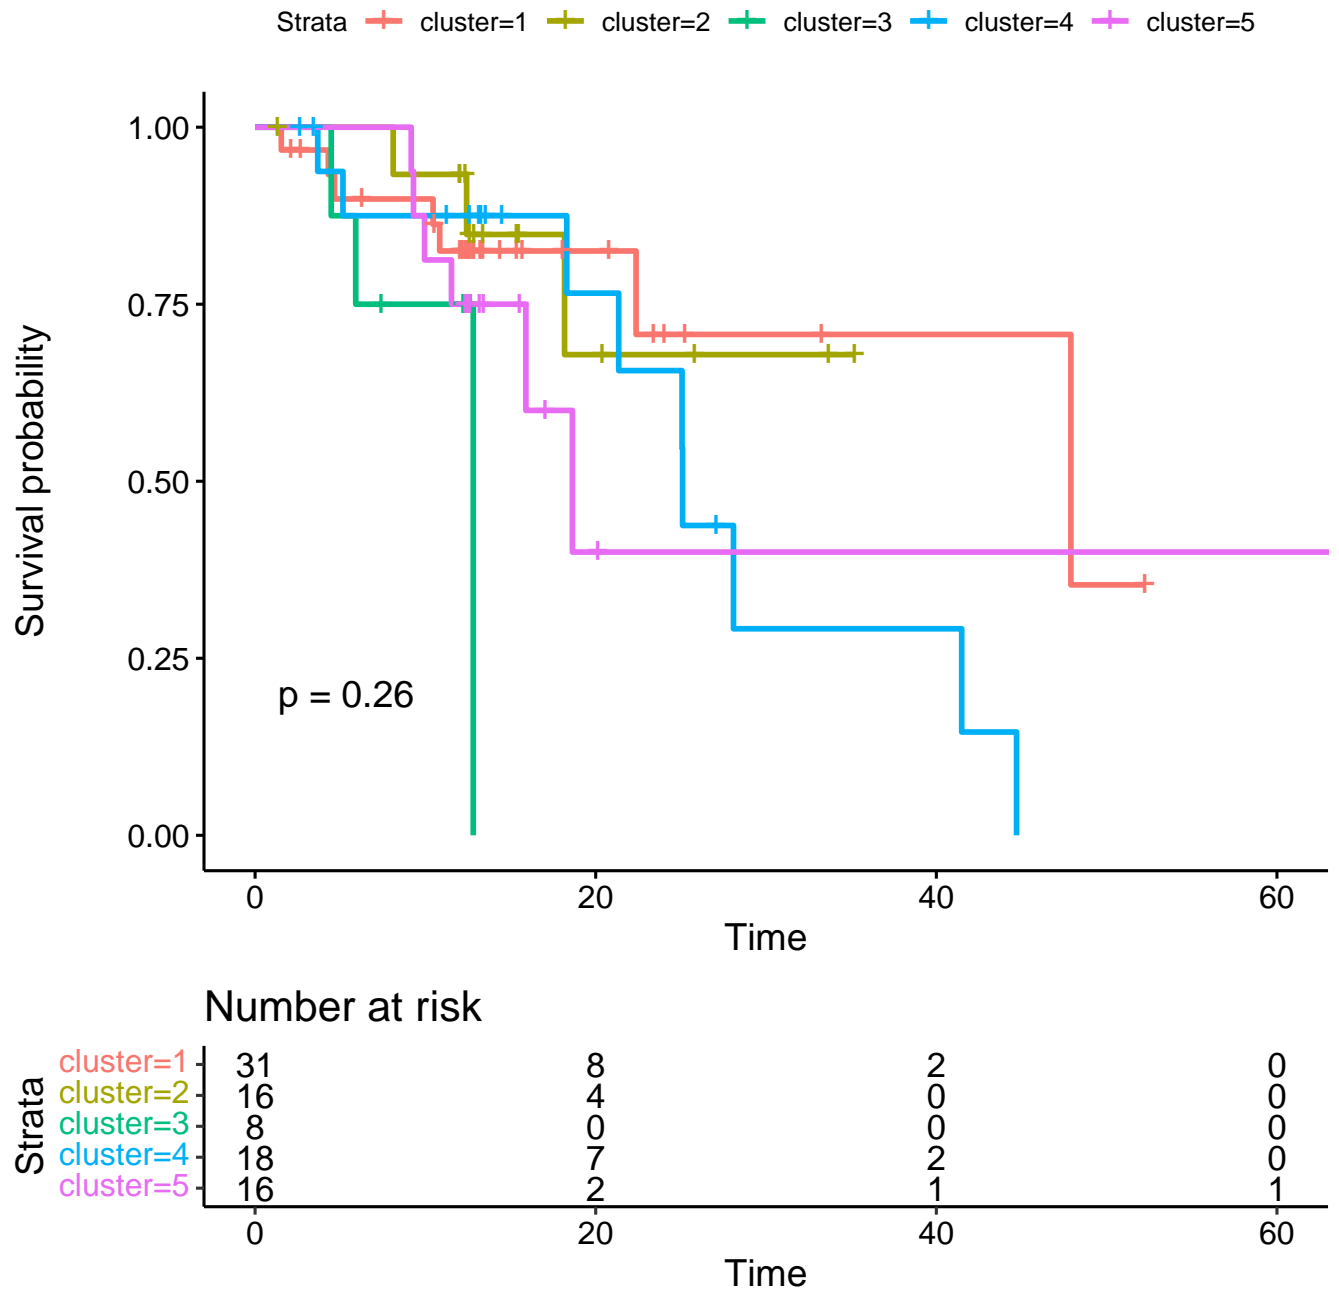 Strata cluster=1 cluster=2 cluster=3 cluster=4 cluster=5
Survival probability
1.00
0.75
0.50
0.25
0.00
p = 0.26
0 20 40 60
Time
Number at risk
Strata
cluster=1 31 8 2 0
cluster=2 16 4 0 0
cluster=3 8 0 0 0
cluster=4 18 7 2 0
cluster=5 16 2 1 1
0 20 40 60
Time